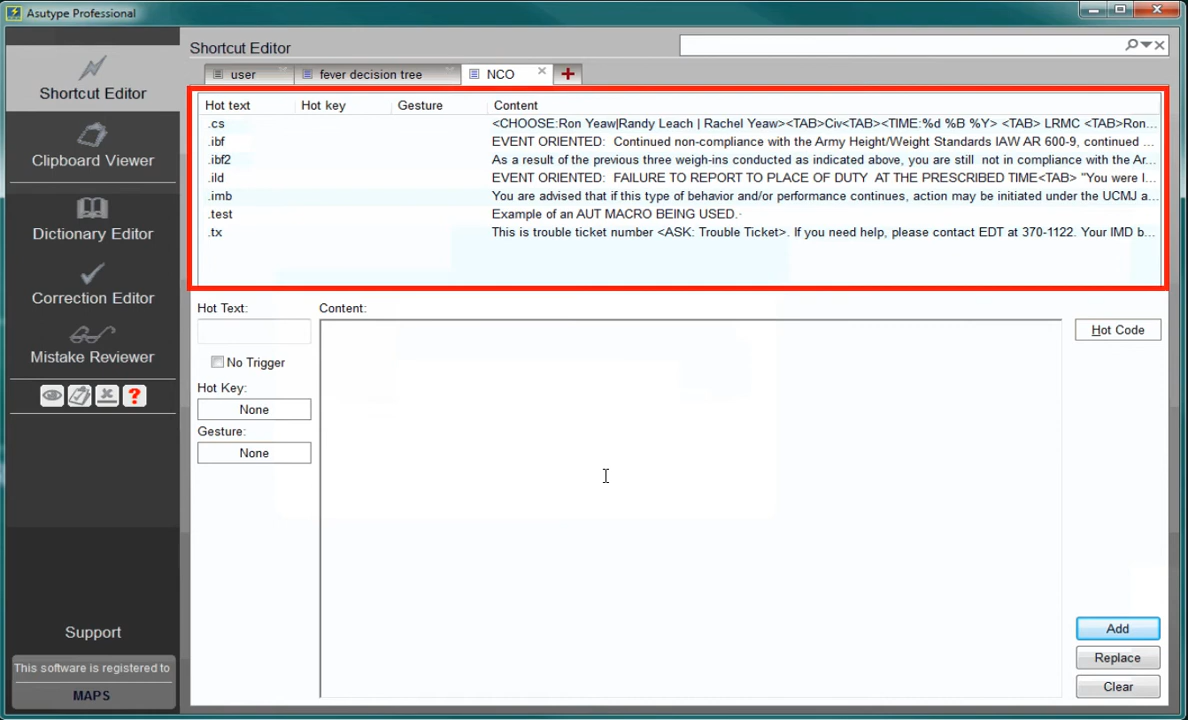 Asutype Professional
Shortcut Editor
Clipboard Viewer
Dictionary Editor
Correction Editor
Mistake Reviewer
?
Support
This software is registered to
MAPS
Shortcut Editor
user
fever decision tree
NCO
Hot text Hot key Gesture Content
.cs <CHOOSE:Ron Yeaw|Randy Leach | Rachel Yeaw><TAB>Civ<TAB><TIME:%d %B %Y> <TAB> LRMC <TAB>Ron...
.ibf EVENT ORIENTED: Continued non-compliance with the Army Height/Weight Standards IAW AR 600-9, continued ...
.ibf2 As a result of the previous three weigh-ins conducted as indicated above, you are still not in compliance with the Ar...
.ild EVENT ORIENTED: FAILURE TO REPORT TO PLACE OF DUTY AT THE PRESCRIBED TIME<TAB> "You were l...
.imb You are advised that if this type of behavior and/or performance continues, action may be initiated under the UCMJ a...
.test Example of an AUT MACRO BEING USED.
.tx This is trouble ticket number <ASK: Trouble Ticket>. If you need help, please contact EDT at 370-1122. Your IMD b...
Hot Text:
No Trigger
Hot Key:
None
Gesture:
None
Content:
Hot Code
Add
Replace
Clear